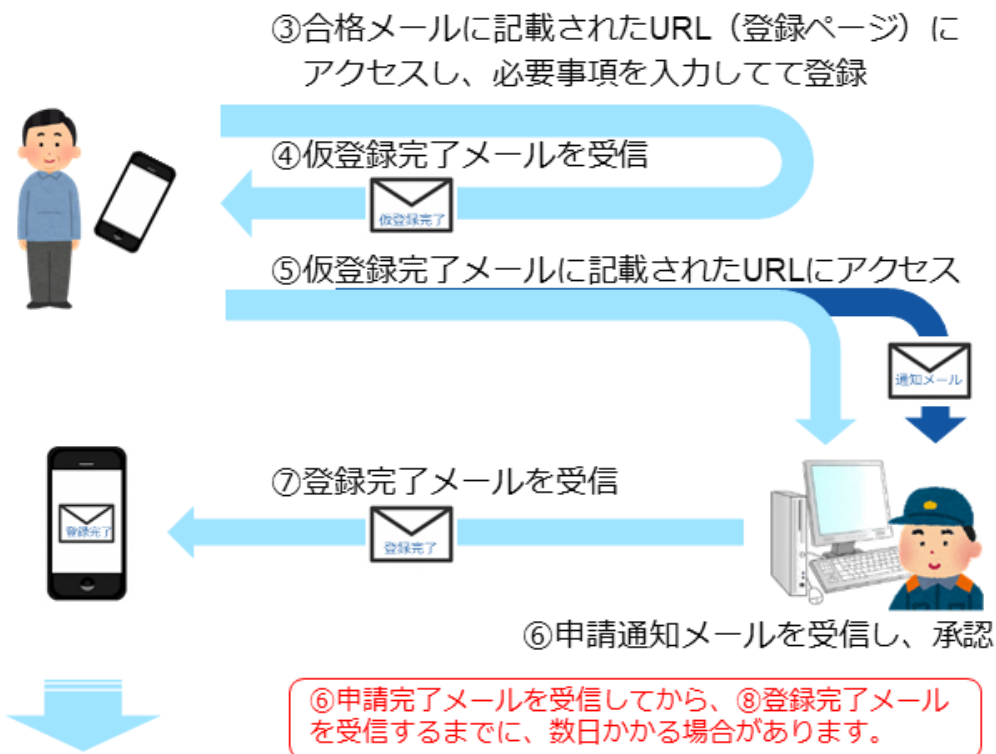 ③合格メールに記載されたURL（登録ページ）に
アクセスし、必要事項を入力してて登録
④仮登録完了メールを受信
仮登録完了
⑤仮登録完了メールに記載されたURLにアクセス
通知メール
⑦登録完了メールを受信
登録完了
登録完了
⑥申請通知メールを受信し、承認
⑥申請完了メールを受信してから、⑧登録完了メール
を受信するまでに、数日かかる場合があります。